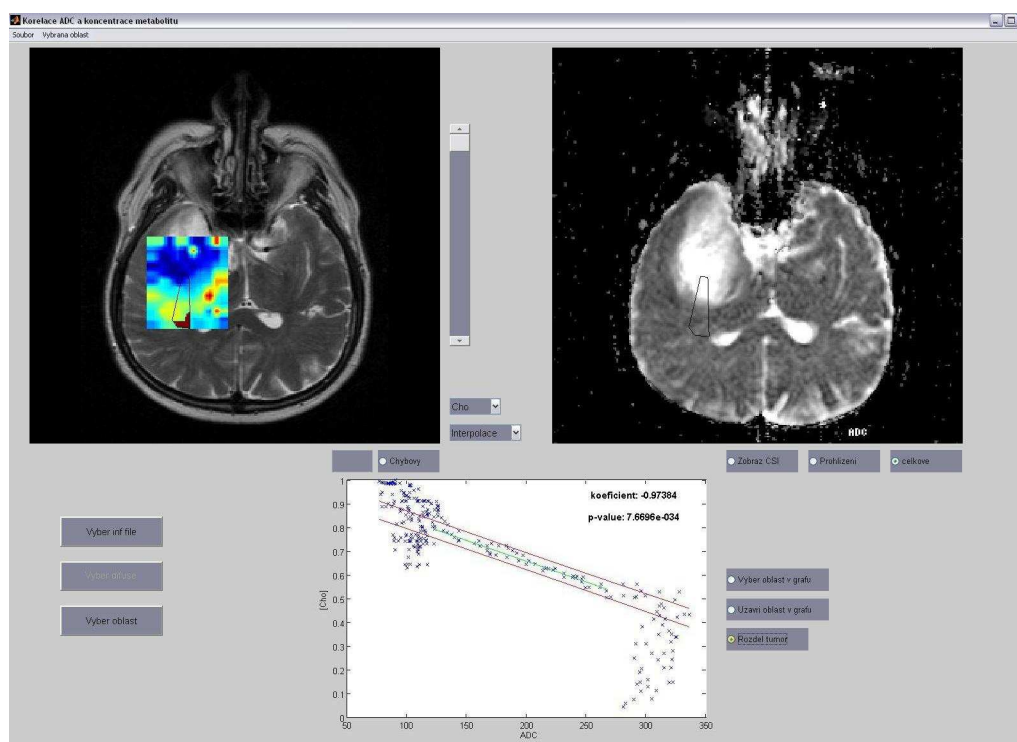 Korelace ADC a koncentrace metabolitu
Soubor Vybrana oblast
ADC
Cho
Interpolace
Chybovy
Zobraz CSI
Prohlizeni
celkove
Vyber inf file
Vyber difuse
Vyber oblast
koeficient: -0.97384
p-value: 7.6696e-034
1
0.9
0.8
0.7
0.6
0.5
0.4
0.3
0.2
0.1
0
[Cho]
50 100 150 200 250 300 350
ADC
Vyber oblast v grafu
Uzavri oblast v grafu
Rozdel tumor